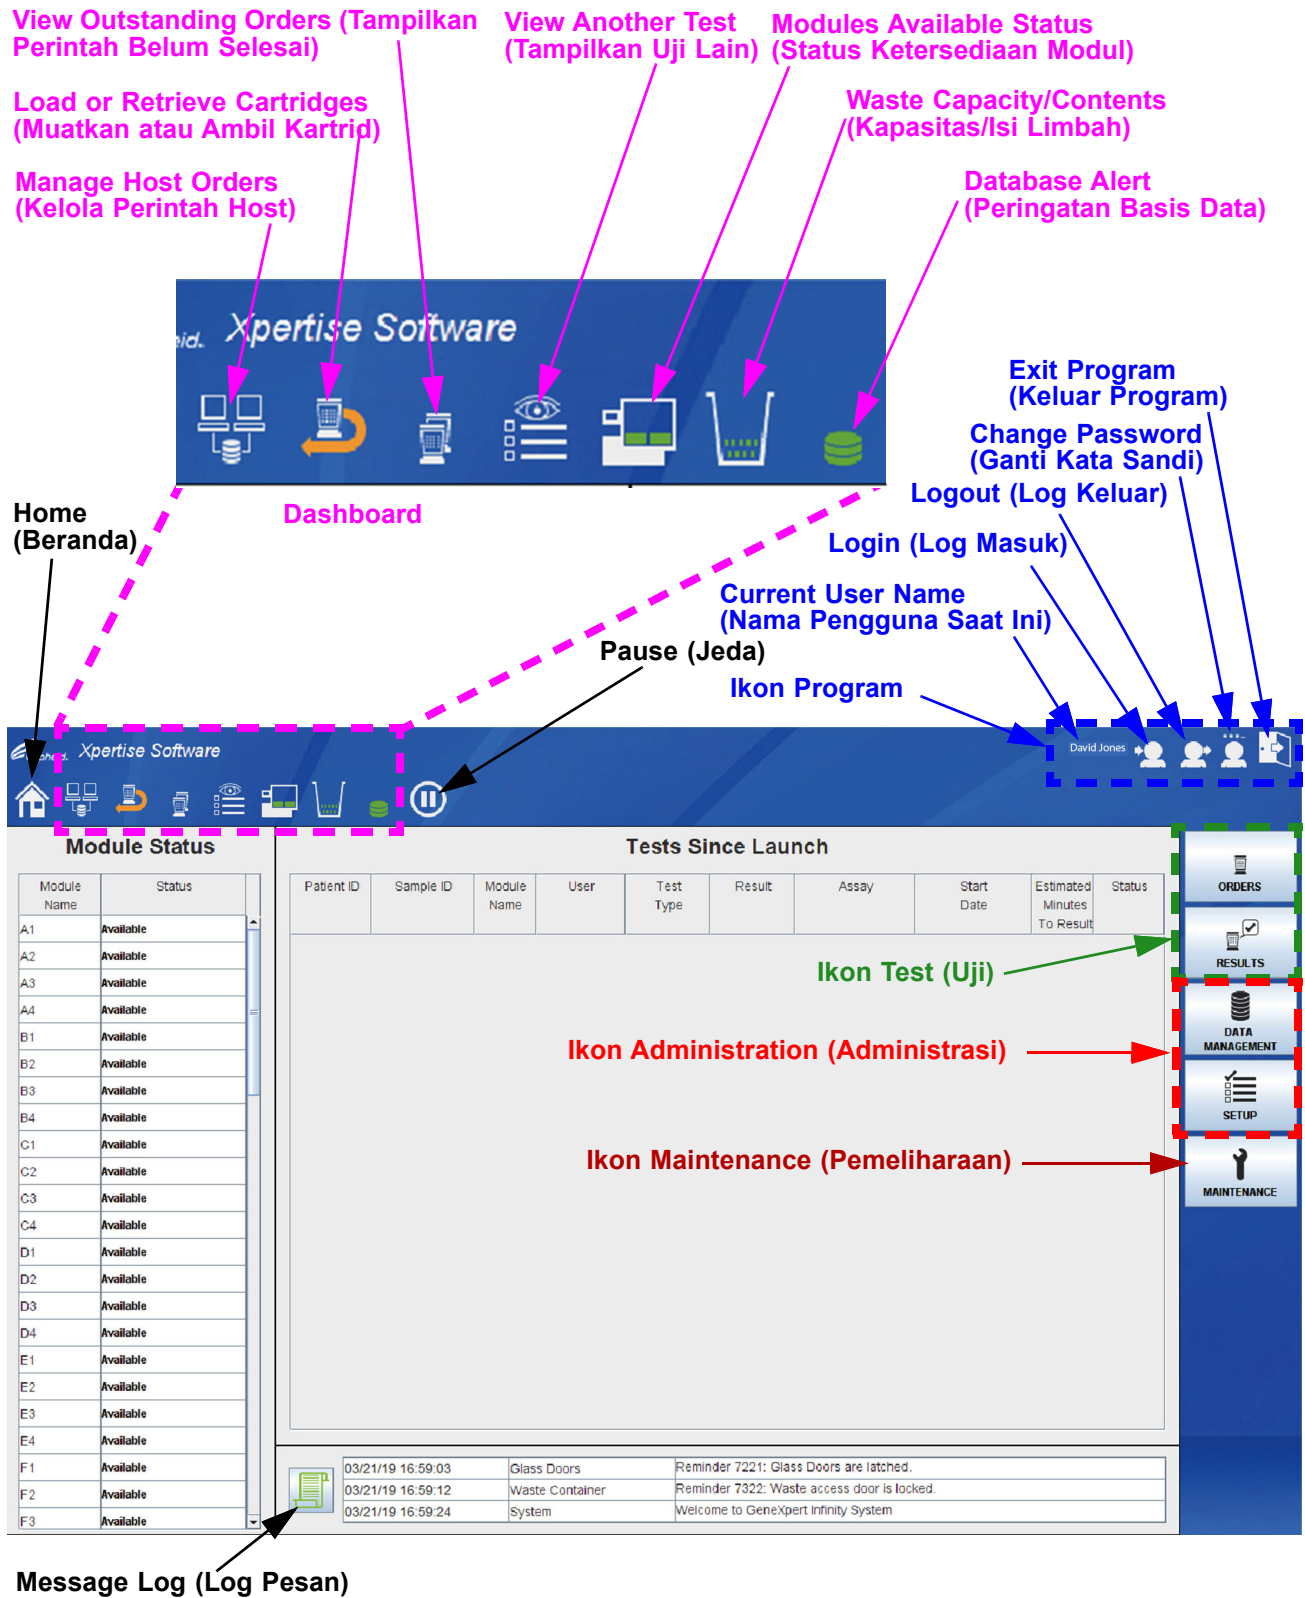 View Outstanding Orders (Tampilkan
Perintah Belum Selesai)
View Another Test
(Tampilkan Uji Lain)
Modules Available Status
(Status Ketersediaan Modul)
Load or Retrieve Cartridges
(Muatkan atau Ambil Kartrid)
Waste Capacity/Contents
(Kapasitas/Isi Limbah)
Manage Host Orders
(Kelola Perintah Host)
Database Alert
(Peringatan Basis Data)
Xpertise Software
Exit Program
(Keluar Program)
Change Password
(Ganti Kata Sandi)
Logout (Log Keluar)
Home
(Beranda)
Dashboard
Login (Log Masuk)
Current User Name
(Nama Pengguna Saat Ini)
Pause (Jeda)
Ikon Program
Xpertise Software
David Jones
Module Status
Tests Since Launch
Module Name
Status
Patient ID
Sample ID
Module Name
User
Test Type
Result
Assay
Start Date
Estimated Minutes To Result
Status
A1 Available
A2 Available
A3 Available
A4 Available
B1 Available
B2 Available
B3 Available
B4 Available
C1 Available
C2 Available
C3 Available
C4 Available
D1 Available
D2 Available
D3 Available
D4 Available
E1 Available
E2 Available
E3 Available
E4 Available
F1 Available
F2 Available
F3 Available
ORDERS
RESULTS
Ikon Test (Uji)
DATA
MANAGEMENT
Ikon Administration (Administrasi)
SETUP
Ikon Maintenance (Pemeliharaan)
MAINTENANCE
03/21/19 16:59:03 Glass Doors Reminder 7221: Glass Doors are latched.
03/21/19 16:59:12 Waste Container Reminder 7322: Waste access door is locked.
03/21/19 16:59:24 System Welcome to GeneXpert Infinity System
Message Log (Log Pesan)